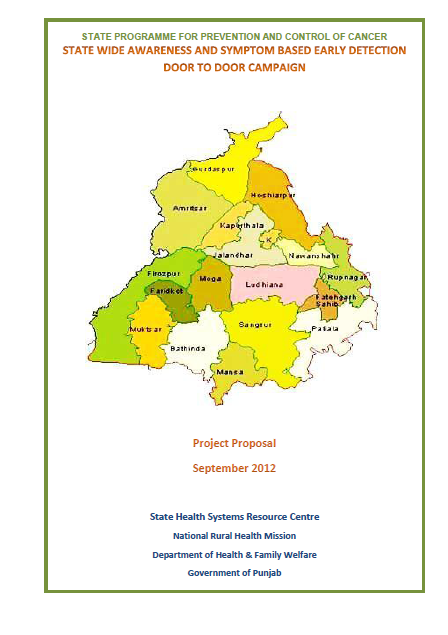 STATE PROGRAMME FOR PREVENTION AND CONTROL OF CANCER
STATE WIDE AWARENESS AND SYMPTOM BASED EARLY DETECTION
DOOR TO DOOR CAMPAIGN
Gurdaspur
Hoshiarpur
Amritsar
Kapurthala
K
Jalandhar
Nawanshahr
Firozpur
Moga
Ludhiana
Rupnagar
Faridkot
Fatehgarh
Sahib
Muktsar
Sangrur
Patiala
Bathinda
Mansa
Project Proposal
September 2012
State Health Systems Resource Centre
National Rural Health Mission
Department of Health & Family Welfare
Government of Punjab